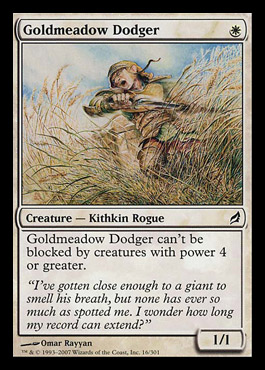 Goldmeadow Dodger
Creature — Kithkin Rogue
Goldmeadow Dodger can't be
blocked by creatures with power 4
or greater.
"I've gotten close enough to a giant to
smell his breath, but none has ever so
much as spotted me. I wonder how long
my record can extend?"
1/1
Omar Rayyan
™ & © 1993–2007 Wizards of the Coast, Inc. 16/301